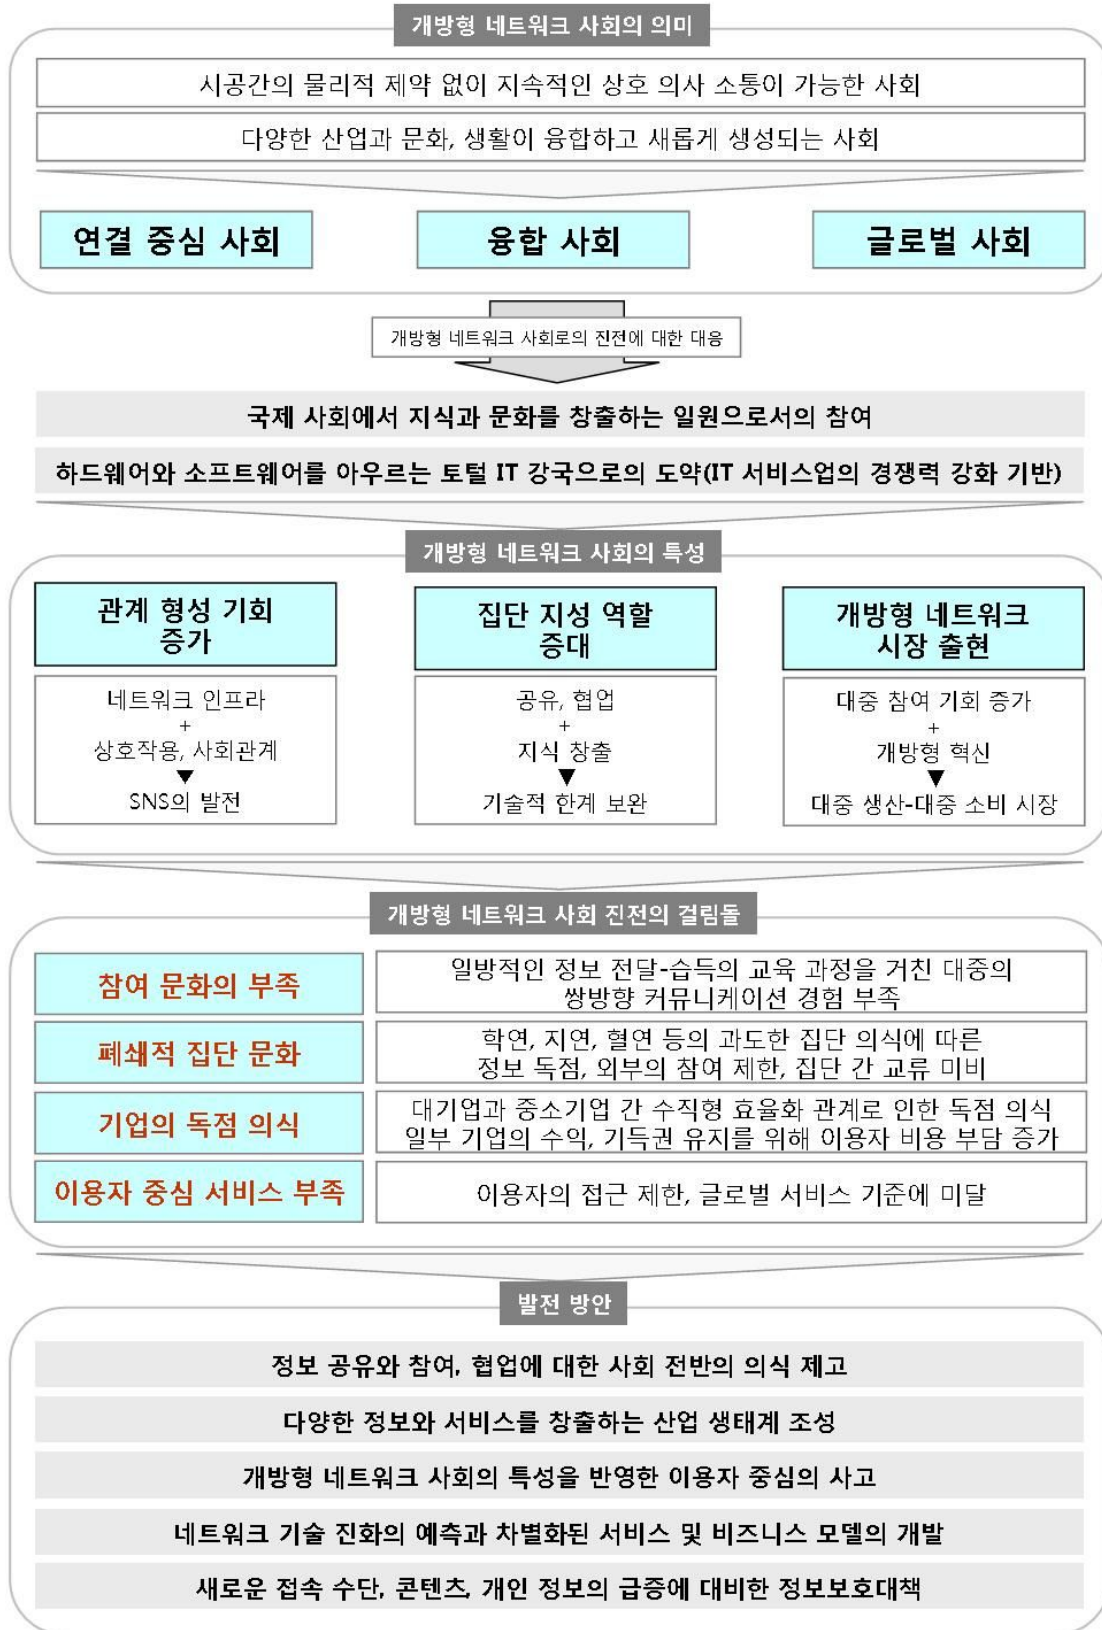 개방형 네트워크 사회의 의미
시공간의 물리적 제약 없이 지속적인 상호 의사 소통이 가능한 사회
다양한 산업과 문화, 생활이 융합하고 새롭게 생성되는 사회
연결 중심 사회
융합 사회
글로벌 사회
개방형 네트워크 사회로의 진전에 대한 대응
국제 사회에서 지식과 문화를 창출하는 일원으로서의 참여
하드웨어와 소프트웨어를 아우르는 토털 IT 강국으로의 도약(IT 서비스업의 경쟁력 강화 기반)
개방형 네트워크 사회의 특성
관계 형성 기회
증가
네트워크 인프라
+
상호작용, 사회관계
▼
SNS의 발전
집단 지성 역할
증대
공유, 협업
+
지식 창출
▼
기술적 한계 보완
개방형 네트워크
시장 출현
대중 참여 기회 증가
+
개방형 혁신
▼
대중 생산-대중 소비 시장
개방형 네트워크 사회 진전의 걸림돌
참여 문화의 부족
일방적인 정보 전달-습득의 교육 과정을 거친 대중의
쌍방향 커뮤니케이션 경험 부족
폐쇄적 집단 문화
학연, 지연, 혈연 등의 과도한 집단 의식에 따른
정보 독점, 외부의 참여 제한, 집단 간 교류 미비
기업의 독점 의식
대기업과 중소기업 간 수직형 효율화 관계로 인한 독점 의식
일부 기업의 수익, 기득권 유지를 위해 이용자 비용 부담 증가
이용자 중심 서비스 부족
이용자의 접근 제한, 글로벌 서비스 기준에 미달
발전 방안
정보 공유와 참여, 협업에 대한 사회 전반의 의식 제고
다양한 정보와 서비스를 창출하는 산업 생태계 조성
개방형 네트워크 사회의 특성을 반영한 이용자 중심의 사고
네트워크 기술 진화의 예측과 차별화된 서비스 및 비즈니스 모델의 개발
새로운 접속 수단, 콘텐츠, 개인 정보의 급증에 대비한 정보보호대책